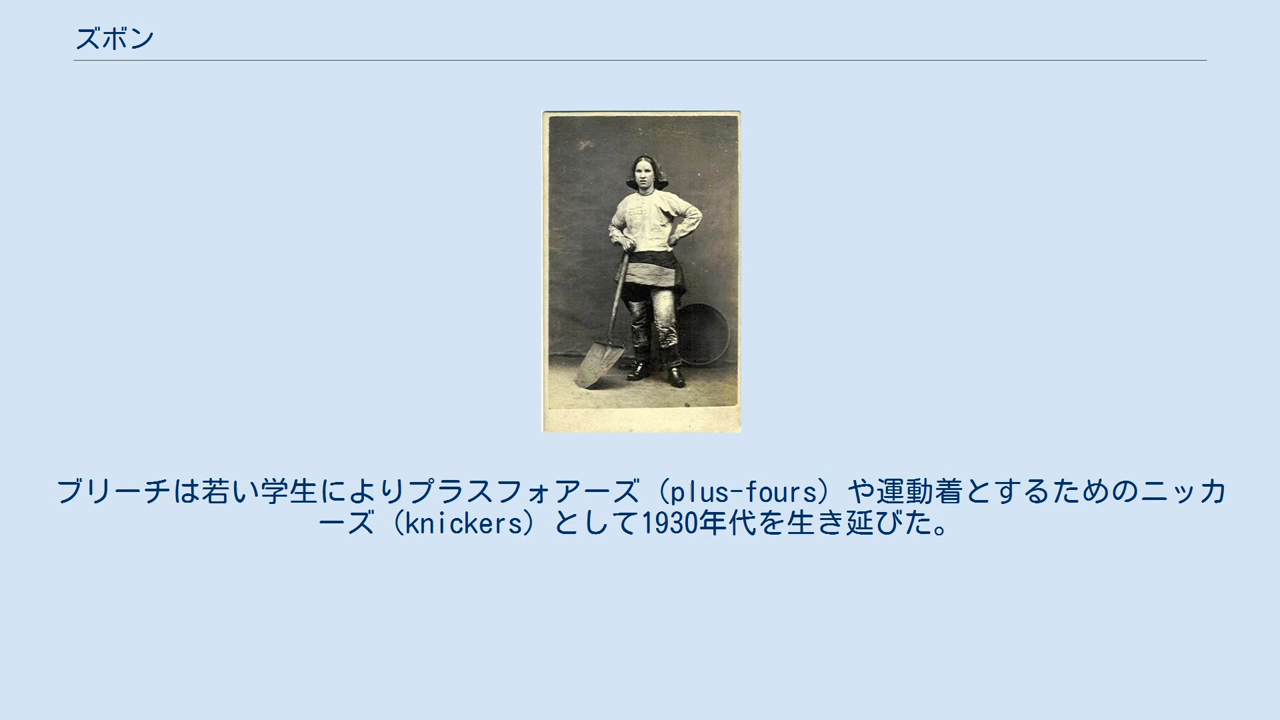 ズボン
ブリーチは若い学生によりプラスフォアーズ（plus-fours）や運動着とするためのニッカ
ーズ（knickers）として1930年代を生き延びた。